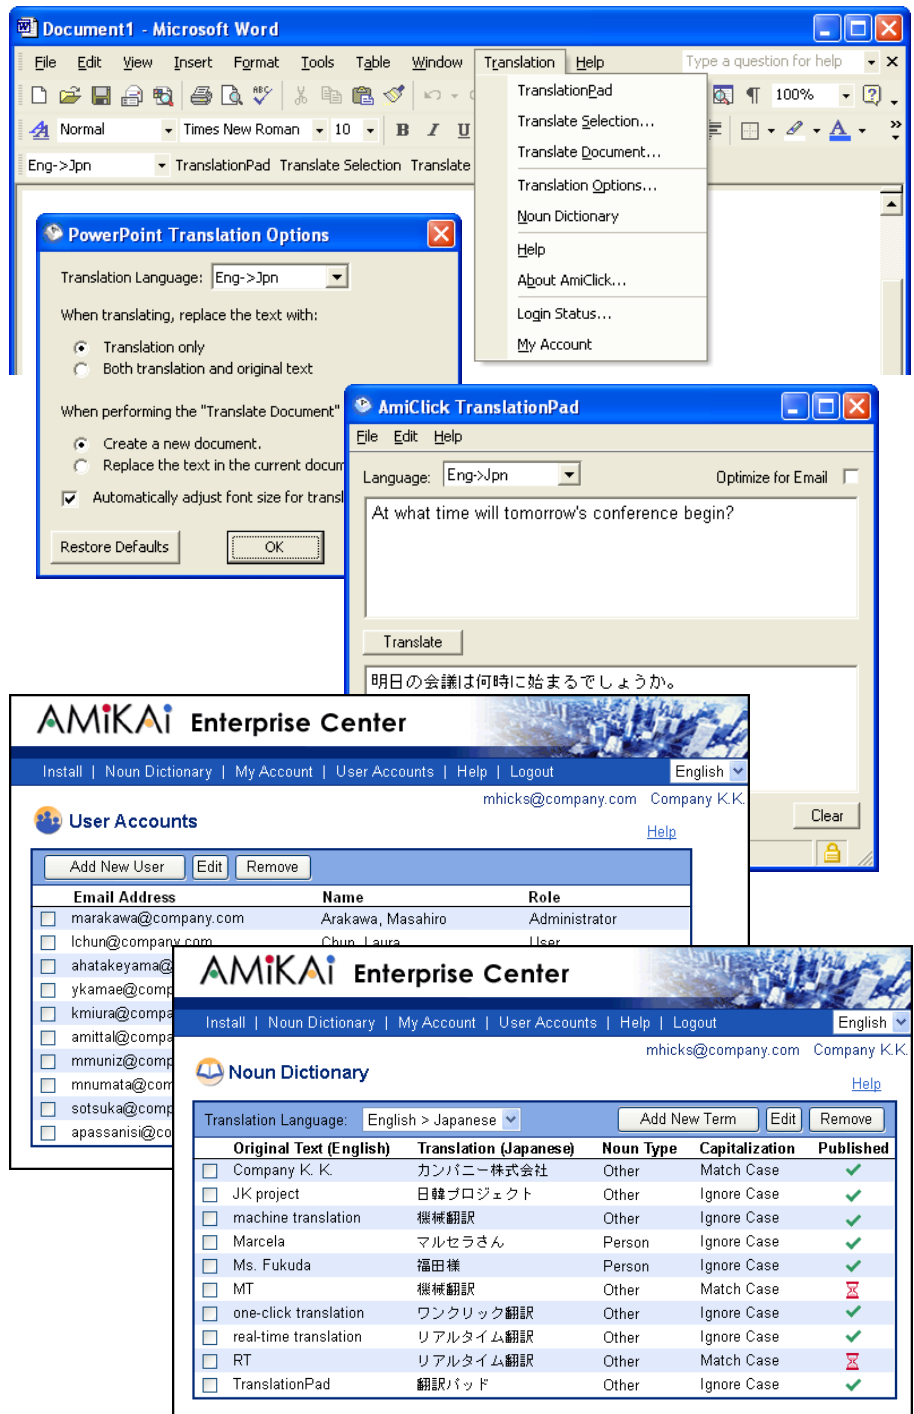 Document1 - Microsoft Word
File Edit View Insert Format Tools Table Window Translation Help Type a question for help
ABC 100%
Normal Times New Roman 10 B I U
Eng->Jpn TranslationPad Translate Selection Translate
TranslationPad
Translate Selection...
Translate Document...
Translation Options...
Noun Dictionary
Help
About AmiClick...
Login Status...
My Account
PowerPoint Translation Options
Translation Language: Eng->Jpn
When translating, replace the text with:
Translation only
Both translation and original text
When performing the "Translate Document"
Create a new document.
Replace the text in the current docum
Automatically adjust font size for transl
Restore Defaults OK
AmiClick TranslationPad
File Edit Help
Language: Eng->Jpn Optimize for Email
At what time will tomorrow's conference begin?
Translate
明日の会議は何時に始まるでしょうか。
Clear
AMiKAi Enterprise Center
Install | Noun Dictionary | My Account | User Accounts | Help | Logout English
mhicks@company.com Company K.K.
User Accounts
Help
Add New User Edit Remove
Email Address Name Role
marakawa@company.com Arakawa, Masahiro Administrator
lchun@company.com Chun, Laura User
ahatakeyama@
ykamae@comp
kmiura@compa
amittal@compa
mmuniz@comp
mnumata@com
sotsuka@comp
apassanisi@co
AMiKAi Enterprise Center
Install | Noun Dictionary | My Account | User Accounts | Help | Logout English
mhicks@company.com Company K.K.
Noun Dictionary
Help
Translation Language: English > Japanese Add New Term Edit Remove
Original Text (English) Translation (Japanese) Noun Type Capitalization Published
Company K. K. カンパニー株式会社 Other Match Case
JK project 日韓プロジェクト Other Ignore Case
machine translation 機械翻訳 Other Ignore Case
Marcela マルセラさん Person Ignore Case
Ms. Fukuda 福田様 Person Ignore Case
MT 機械翻訳 Other Match Case
one-click translation ワンクリック翻訳 Other Ignore Case
real-time translation リアルタイム翻訳 Other Ignore Case
RT リアルタイム翻訳 Other Match Case
TranslationPad 翻訳パッド Other Ignore Case